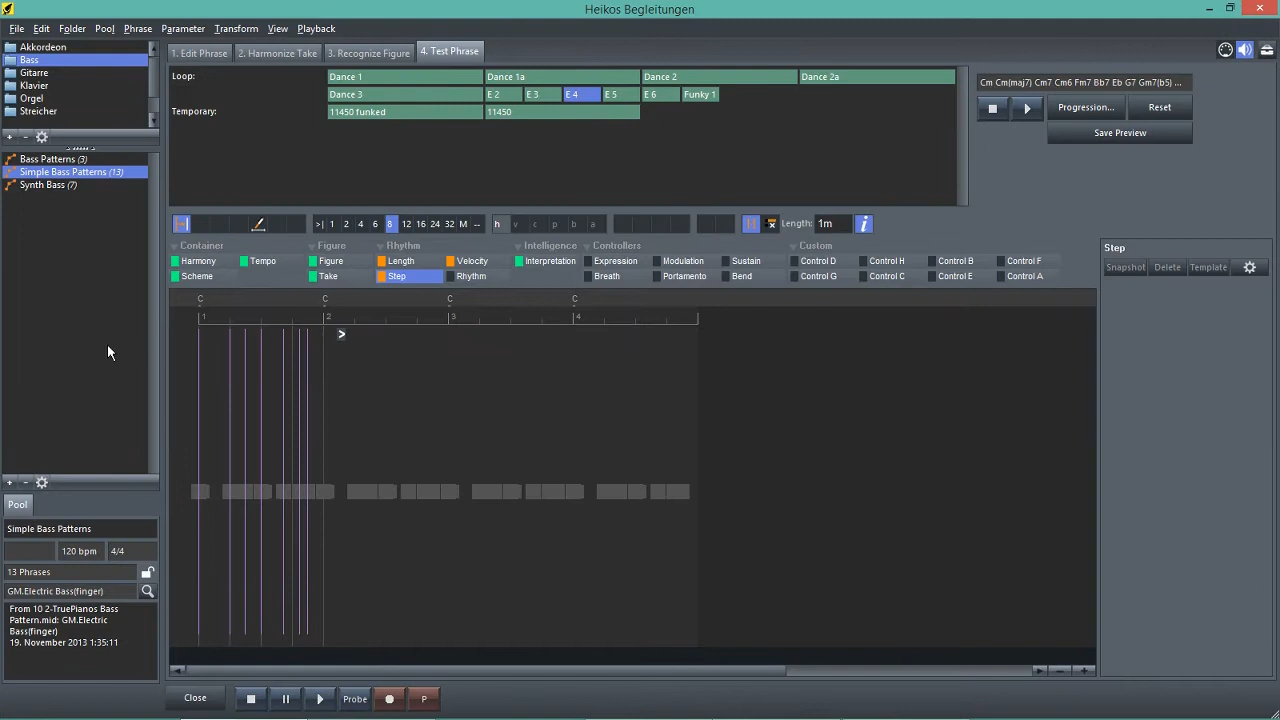 Heikos Begleitungen
File Edit Folder Pool Phrase Parameter Transform View Playback
Akkordeon
Bass
Gitarre
Klavier
Orgel
Streicher
+ -
Bass Patterns (3)
Simple Bass Patterns (13)
Synth Bass (7)
+ -
Pool
Simple Bass Patterns
120 bpm 4/4
13 Phrases
GM.Electric Bass(finger)
From 10 2-TruePianos Bass
Pattern.mid: GM.Electric
Bass(finger)
19. November 2013 1:35:11
1. Edit Phrase 2. Harmonize Take 3. Recognize Figure 4. Test Phrase
Loop: Dance 1 Dance 1a Dance 2 Dance 2a
Dance 3 E 2 E 3 E 4 E 5 E 6 Funky 1
Temporary: 11450 funked 11450
Cm Cm(maj7) Cm7 Cm6 Fm7 Bb7 Eb G7 Gm7(b5) ...
Progression... Reset
Save Preview
>| 1 2 4 6 8 12 16 24 32 M -- h v c p b a Length: 1m i
Container Figure Rhythm Intelligence Controllers Custom
Harmony Tempo Figure Length Velocity Interpretation Expression Modulation Sustain Control D Control H Control B Control F
Scheme Take Step Rhythm Breath Portamento Bend Control G Control C Control E Control A
Step
Snapshot Delete Template
C C C C
1 2 3 4
>
Close Probe P